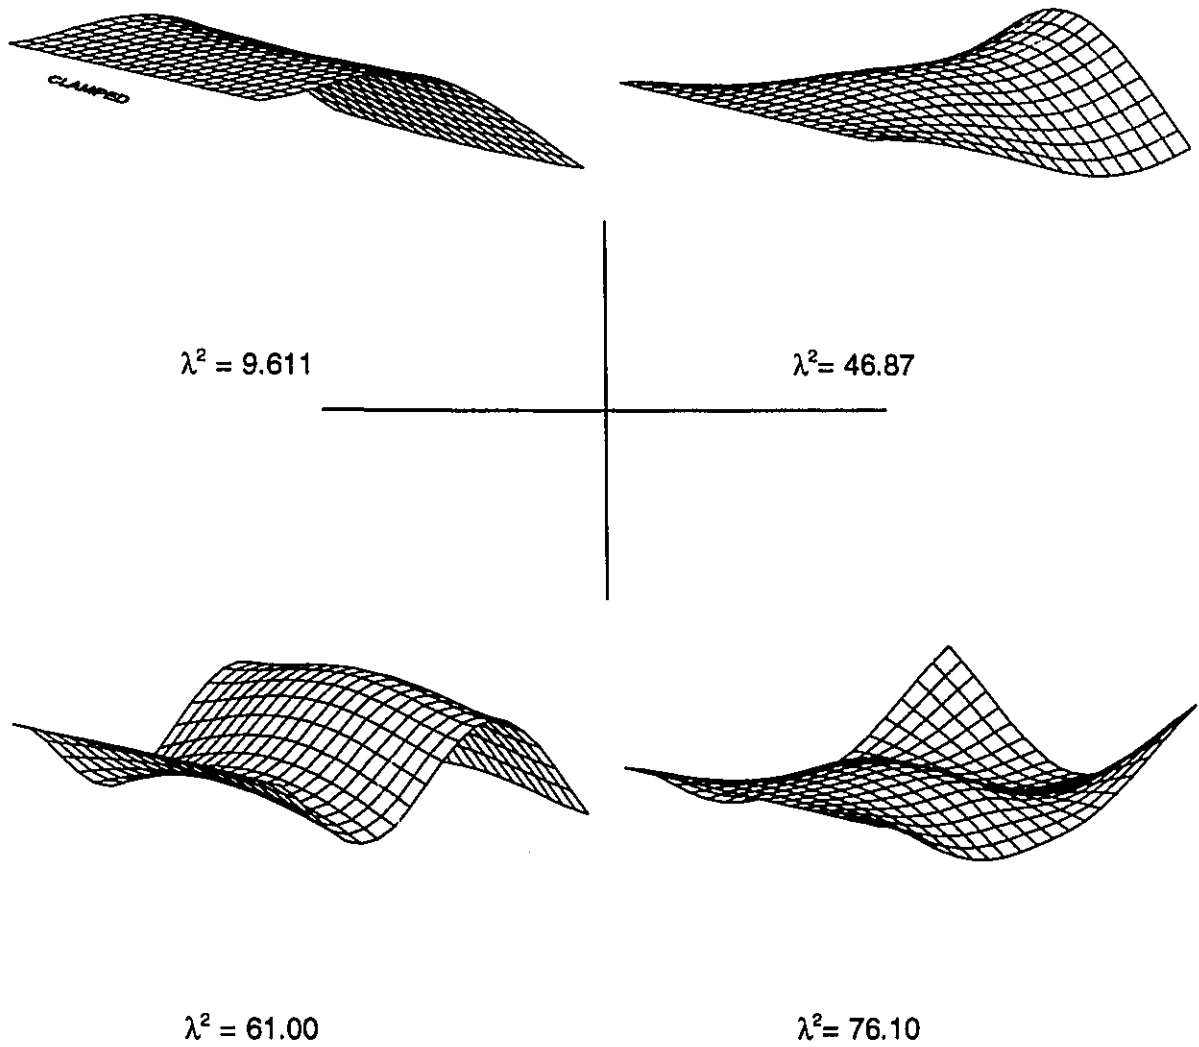 CLAMPED
λ² = 9.611
λ²= 46.87
λ² = 61.00
λ²= 76.10